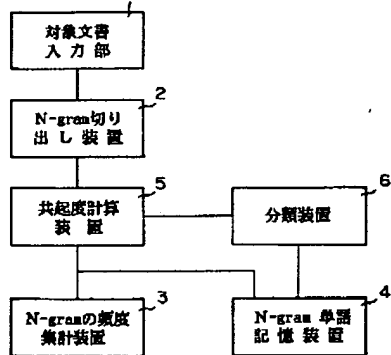 対象文書
入力部
2
N-gram切り
出し装置
5
共起度計算
装置
6
分類装置
3
N-gramの頻度
集計装置
4
N-gram 単語
記憶装置